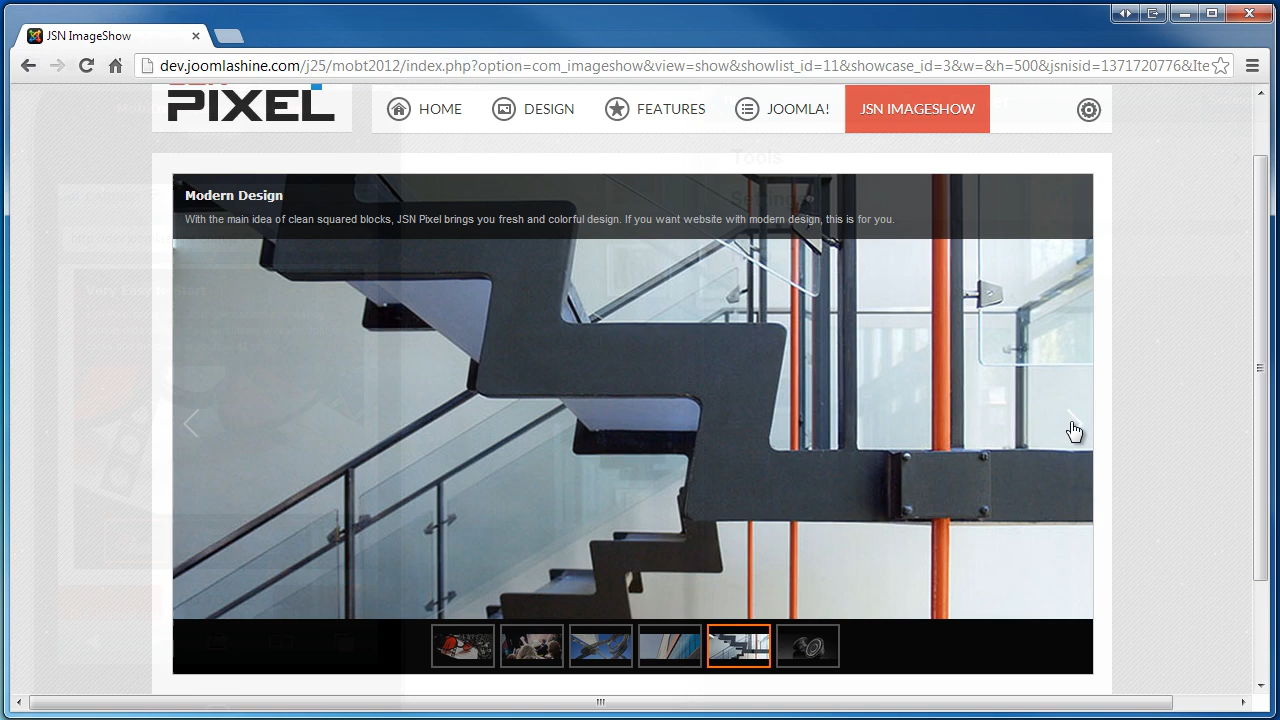 JSN ImageShow
dev.joomlashine.com/j25/mobt2012/index.php?option=com_imageshow&view=show&showlist_id=11&showcase_id=3&w=&h=500&jsnisid=1371720776&Ite
PIXEL
HOME
DESIGN
FEATURES
JOOMLA!
JSN IMAGESHOW
Tools
Modern Design
With the main idea of clean squared blocks, JSN Pixel brings you fresh and colorful design. If you want website with modern design, this is for you.